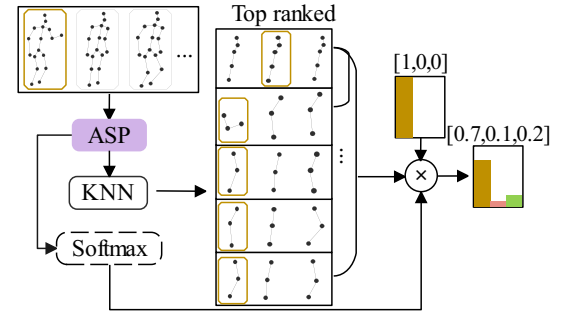 Top ranked
...
[1,0,0]
ASP
[0.7,0.1,0.2]
...
×
KNN
Softmax